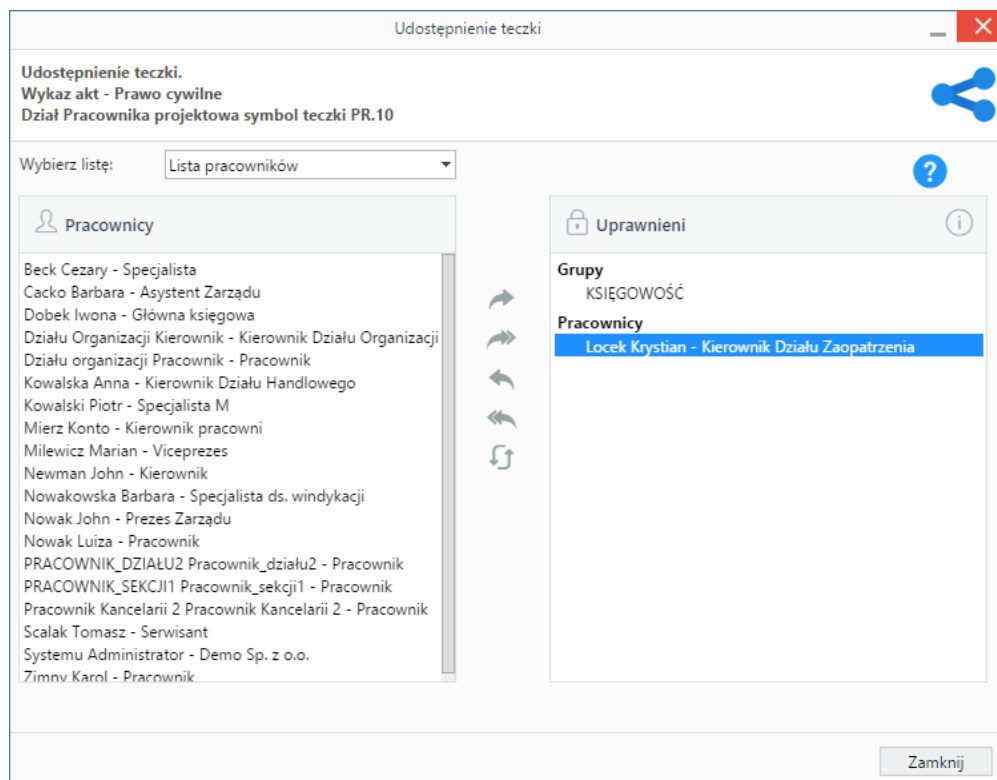 Udostępnienie teczki
Udostępnienie teczki.
Wykaz akt - Prawo cywilne
Dział Pracownika projektowa symbol teczki PR.10
Wybierz listę:
Lista pracowników
?
Pracownicy
Beck Cezary - Specjalista
Cacko Barbara - Asystent Zarządu
Dobek Iwona - Główna księgowa
Działu Organizacji Kierownik - Kierownik Działu Organizacji
Działu organizacji Pracownik - Pracownik
Kowalska Anna - Kierownik Działu Handlowego
Kowalski Piotr - Specjalista M
Mierz Konto - Kierownik pracowni
Milewicz Marian - Viceprezes
Newman John - Kierownik
Nowakowska Barbara - Specjalista ds. windykacji
Nowak John - Prezes Zarządu
Nowak Luiza - Pracownik
PRACOWNIK_DZIAŁU2 Pracownik_działu2 - Pracownik
PRACOWNIK_SEKCJI1 Pracownik_sekcji1 - Pracownik
Pracownik Kancelarii 2 Pracownik Kancelarii 2 - Pracownik
Scalak Tomasz - Serwisant
Systemu Administrator - Demo Sp. z o.o.
Zimny Karol - Pracownik
Uprawnieni
i
Grupy
KSIĘGOWOŚĆ
Pracownicy
Locek Krystian - Kierownik Działu Zaopatrzenia
Zamknij